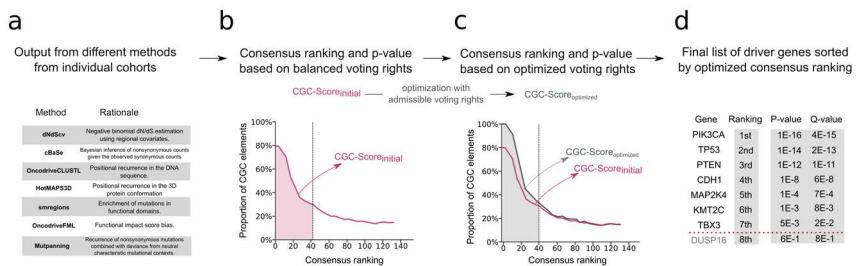 a
b
c
d
Output from different methods
from individual cohorts
Consensus ranking and p-value
based on balanced voting rights
Consensus ranking and p-value
based on optimized voting rights
Final list of driver genes sorted
by optimized consensus ranking
CGC-Scoreinitial
optimization with
admissible voting rights
CGC-Scoreoptimized
Method Rationale
dNdScv Negative binomial dN/dS estimation
using regional covariates.
cBaSe Bayesian inference of nonsynonymous counts
given the observed synonymous counts
OncodriveCLUSTL Positional recurrence in the DNA
sequence.
HotMAPS3D Positional recurrence in the 3D
protein conformation
smregions Enrichment of mutations in
functional domains.
OncodriveFML Functional impact score bias.
Mutpanning Recurrence of nonsynonymous mutations
combined with deviance from neutral
characteristic mutational contexts.
Proportion of CGC elements
100%
80%
60%
40%
20%
0%
0 20 40 60 80 100 120
Consensus ranking
CGC-Scoreinitial
Proportion of CGC elements
100%
80%
60%
40%
20%
0%
0 20 40 60 80 100 120
Consensus ranking
CGC-Scoreoptimized
CGC-Scoreinitial
Gene Ranking P-value Q-value
PIK3CA 1st 1E-16 4E-15
TP53 2nd 1E-14 2E-13
PTEN 3rd 1E-12 1E-11
CDH1 4th 1E-8 6E-8
MAP2K4 5th 1E-4 7E-4
KMT2C 6th 1E-3 8E-3
TBX3 7th 5E-3 2E-2
DUSP16 8th 6E-1 8E-1